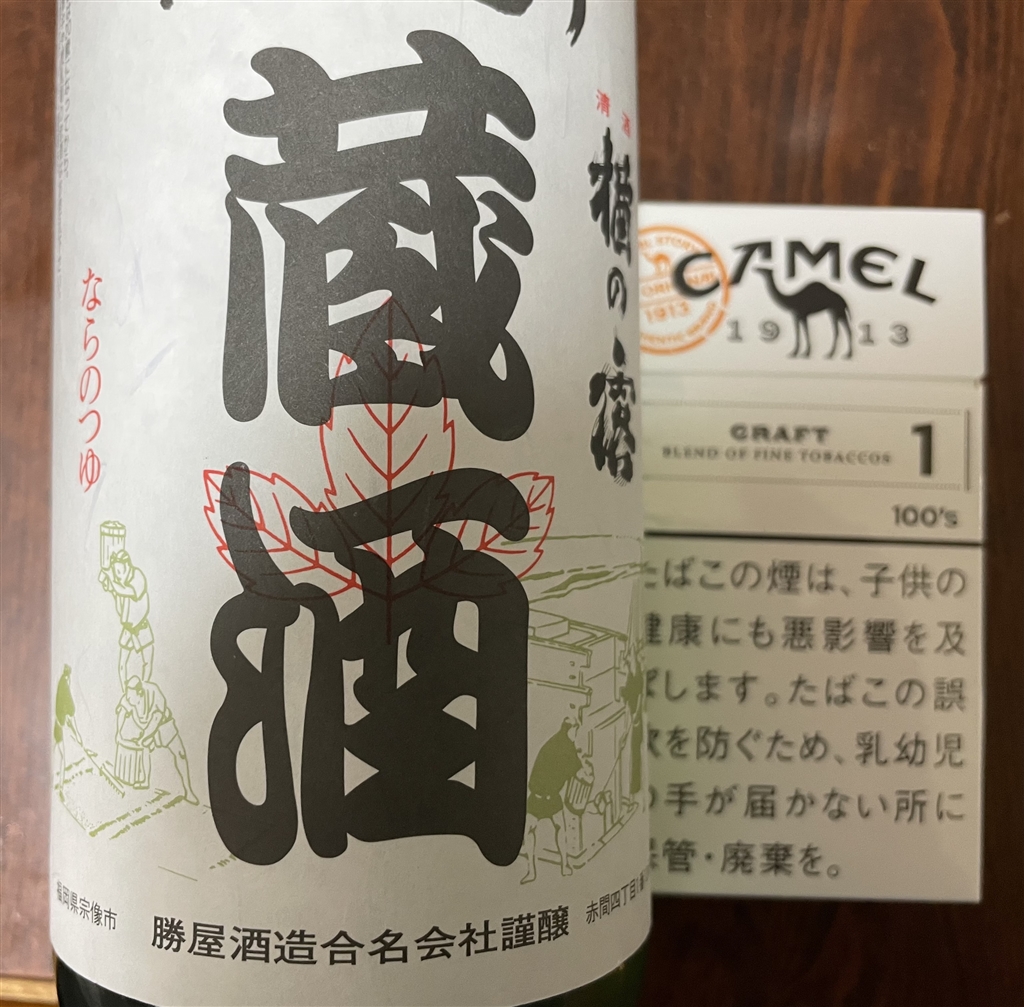 蔵酒
清酒
楢の露
ならのつゆ
福岡県宗像市
勝屋酒造合名会社謹醸
赤間四丁目1番
CAMEL
1913
1913
CRAFT
BLEND OF FINE TOBACCOS
1
100's
たばこの煙は、子供の
健康にも悪影響を及
ぼします。たばこの誤
飲を防ぐため、乳幼児
の手が届かない所に
保管・廃棄を。